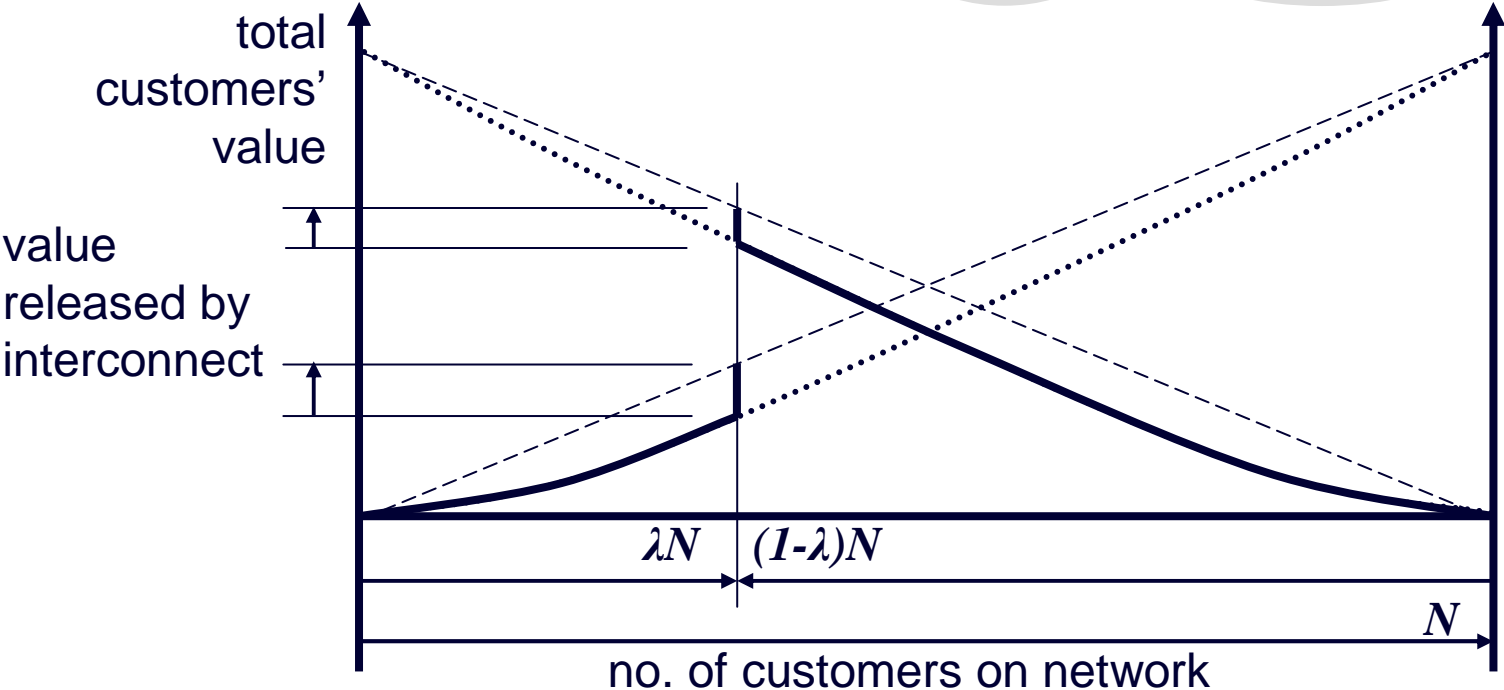 total
customers’
value
value
released by
interconnect
λN
(1-λ)N
N
no. of customers on network